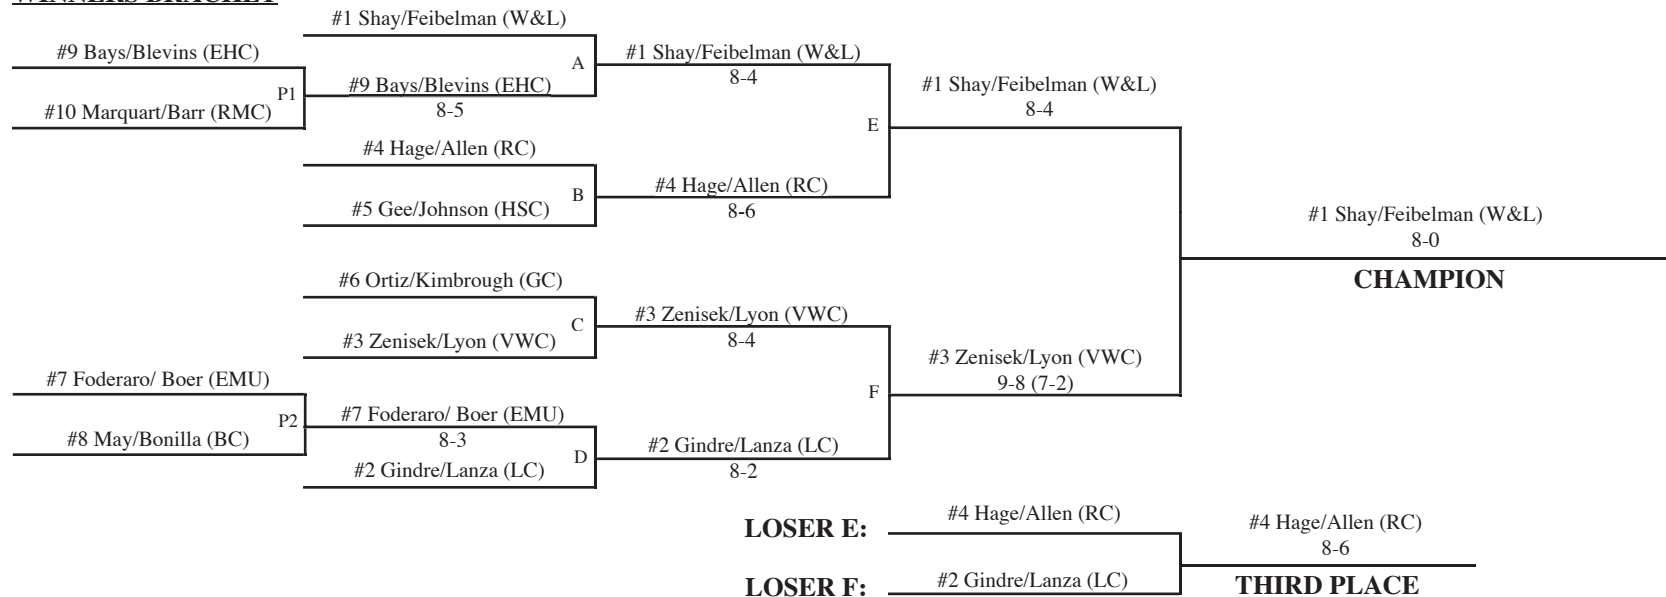 WINNERS BRACKET
#1 Shay/Feibelman (W&L)
#9 Bays/Blevins (EHC)
A
#1 Shay/Feibelman (W&L)
8-4
P1
#9 Bays/Blevins (EHC)
8-5
#10 Marquart/Barr (RMC)
#1 Shay/Feibelman (W&L)
8-4
E
#4 Hage/Allen (RC)
B
#4 Hage/Allen (RC)
8-6
#5 Gee/Johnson (HSC)
#1 Shay/Feibelman (W&L)
8-0
CHAMPION
#6 Ortiz/Kimbrough (GC)
C
#3 Zenisek/Lyon (VWC)
8-4
#3 Zenisek/Lyon (VWC)
#3 Zenisek/Lyon (VWC)
9-8 (7-2)
F
#7 Foderaro/ Boer (EMU)
P2
#7 Foderaro/ Boer (EMU)
8-3
#8 May/Bonilla (BC)
D
#2 Gindre/Lanza (LC)
8-2
#2 Gindre/Lanza (LC)
LOSER E:
#4 Hage/Allen (RC)
#4 Hage/Allen (RC)
8-6
LOSER F:
#2 Gindre/Lanza (LC)
THIRD PLACE